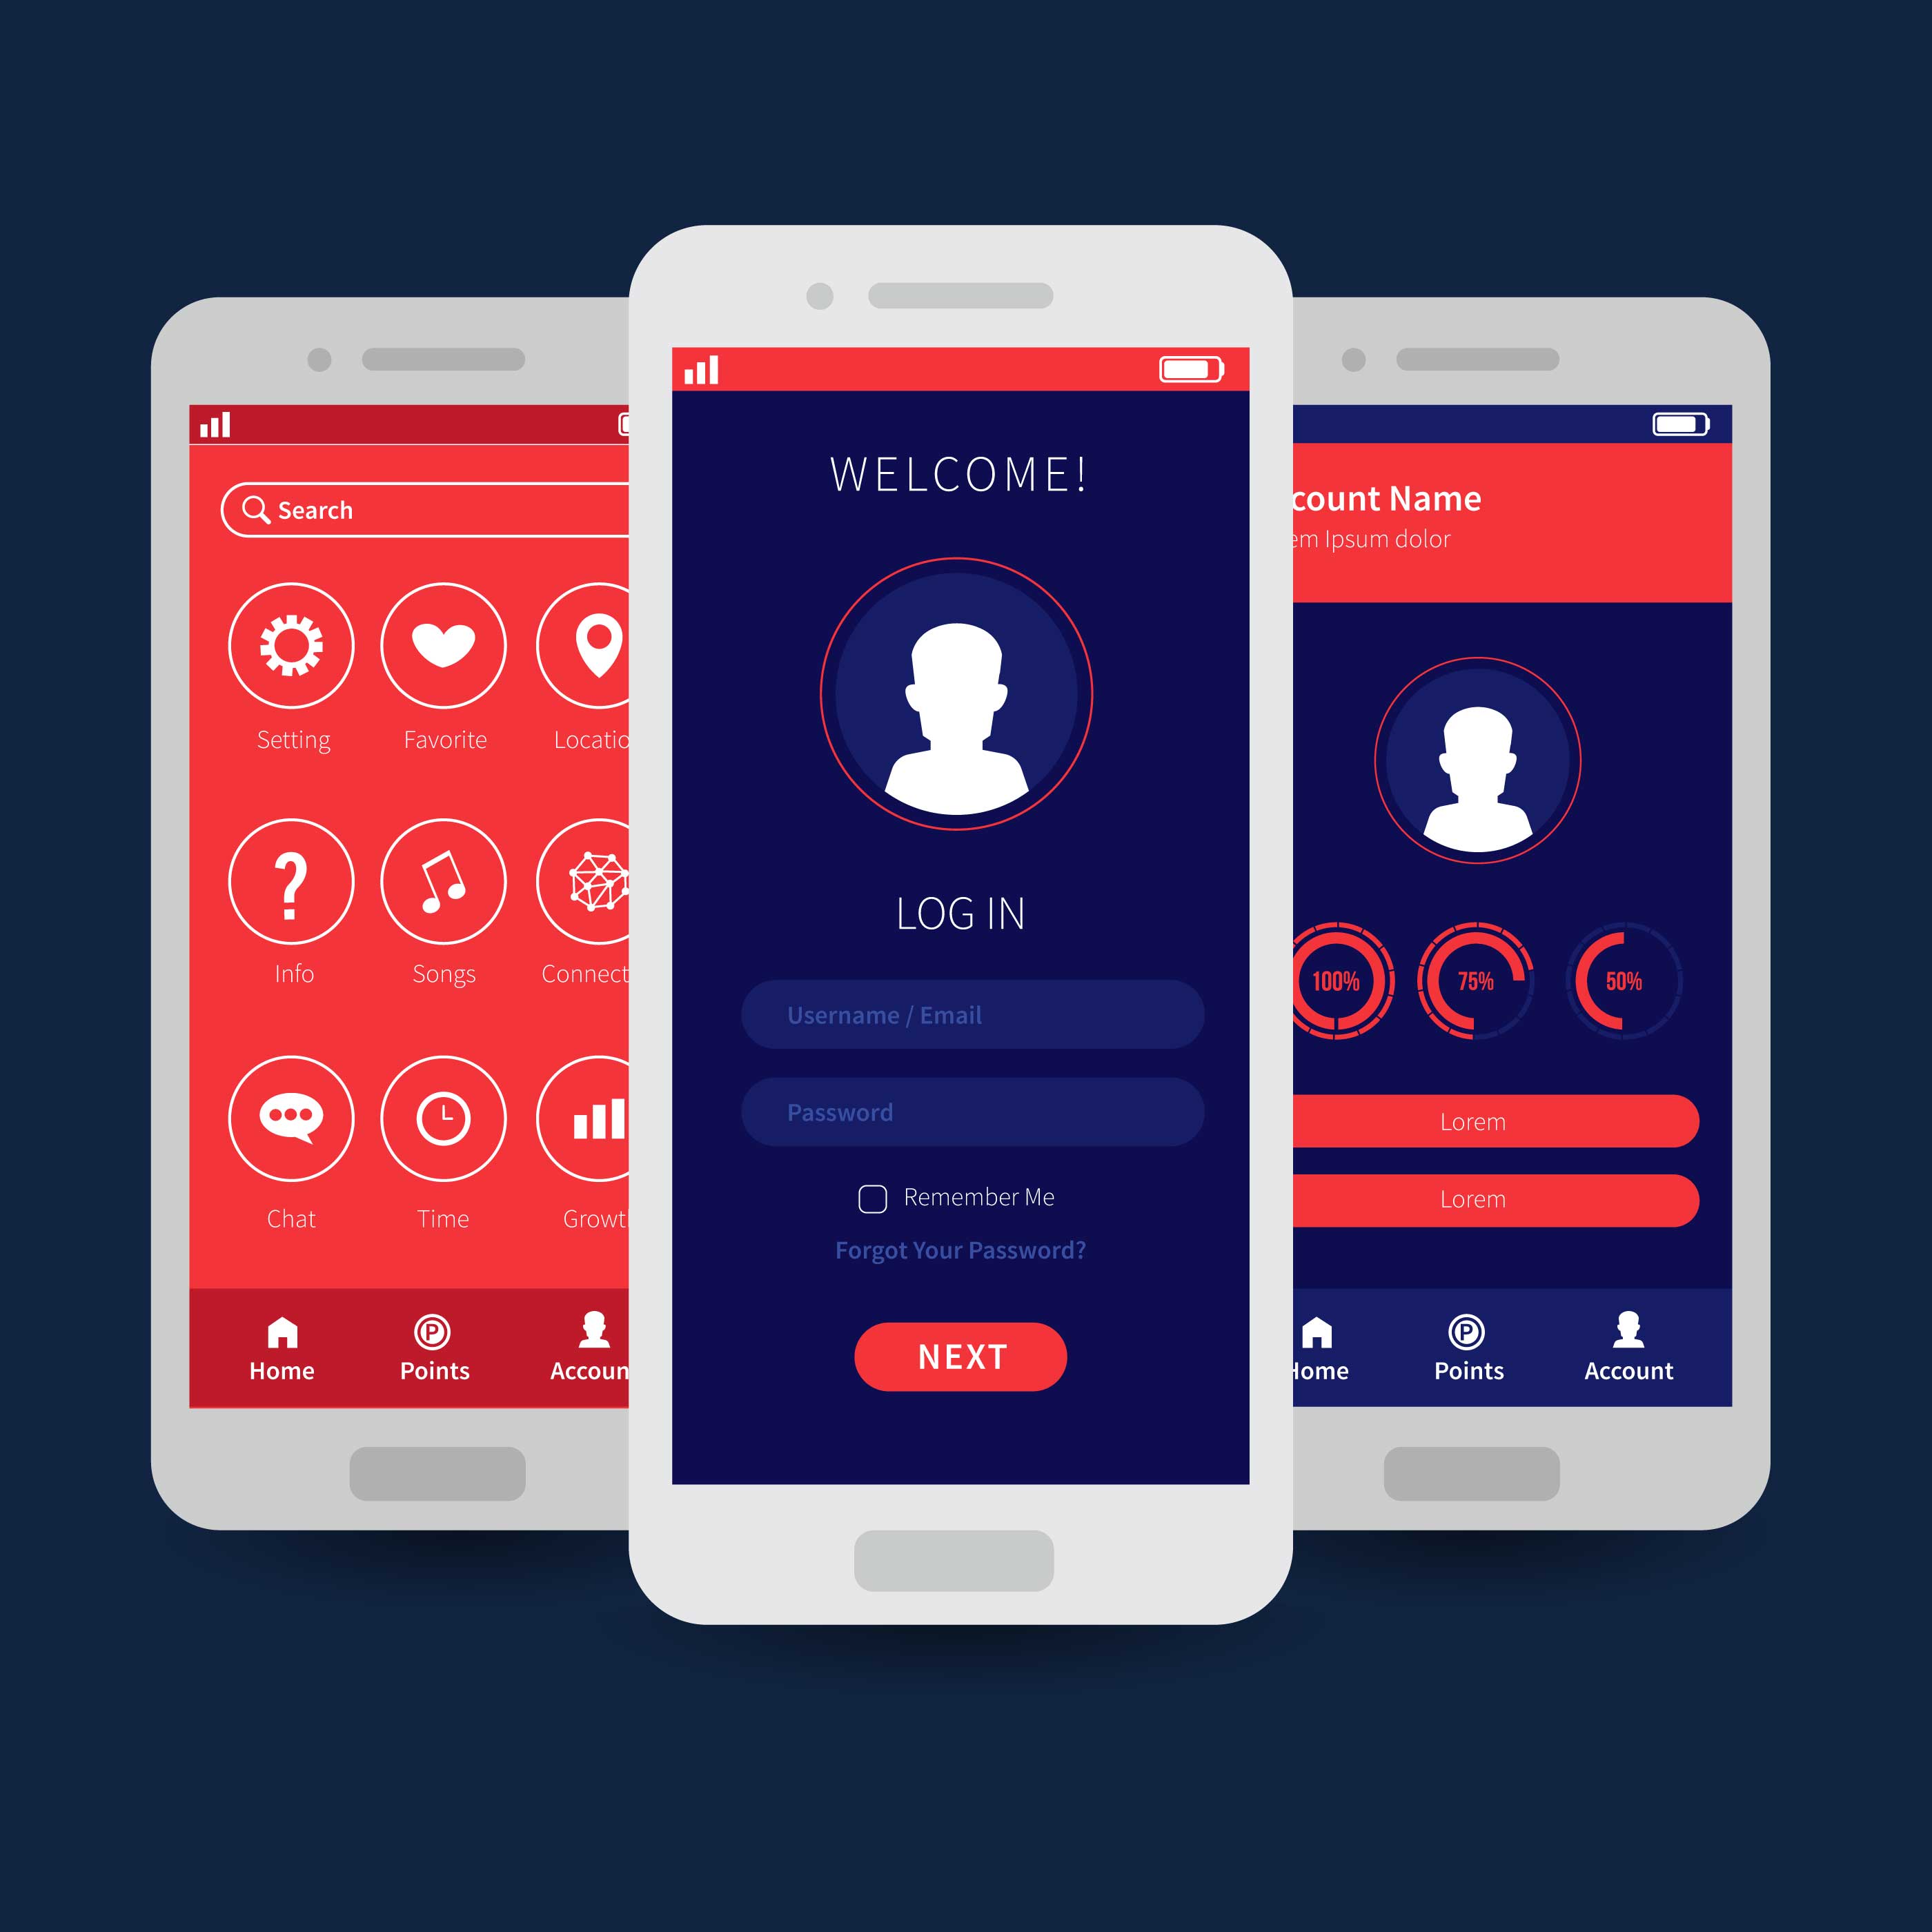 Search
Setting
Favorite
Locatio
Info
Songs
Connect
Chat
Time
Growt
Home
Points
Accoun
WELCOME!
LOG IN
Username / Email
Password
Remember Me
Forgot Your Password?
NEXT
count Name
em Ipsum dolor
100%
75%
50%
Lorem
Lorem
Home
P
Points
Account
P